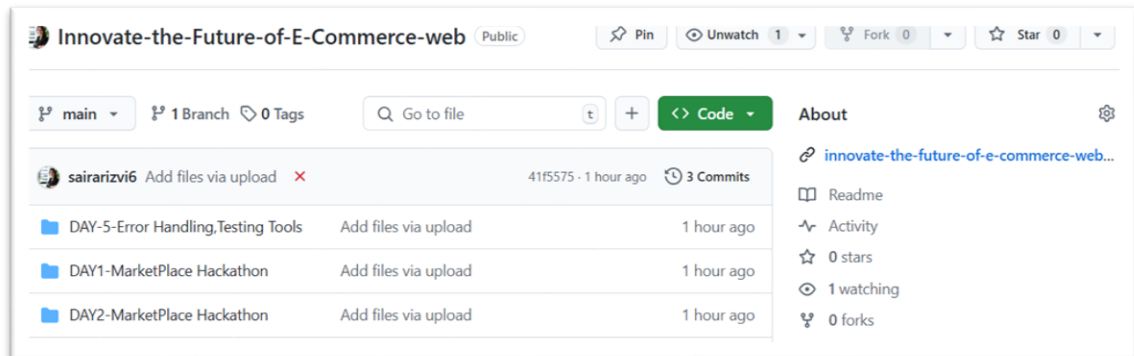 Innovate-the-Future-of-E-Commerce-web Public Pin Unwatch 1 Fork 0 Star 0
main 1 Branch 0 Tags Go to file t Code
sairarizvi6 Add files via upload 41f5575 · 1 hour ago 3 Commits
DAY-5-Error Handling,Testing Tools Add files via upload 1 hour ago
DAY1-MarketPlace Hackathon Add files via upload 1 hour ago
DAY2-MarketPlace Hackathon Add files via upload 1 hour ago
About
innovate-the-future-of-e-commerce-web...
Readme
Activity
0 stars
1 watching
0 forks